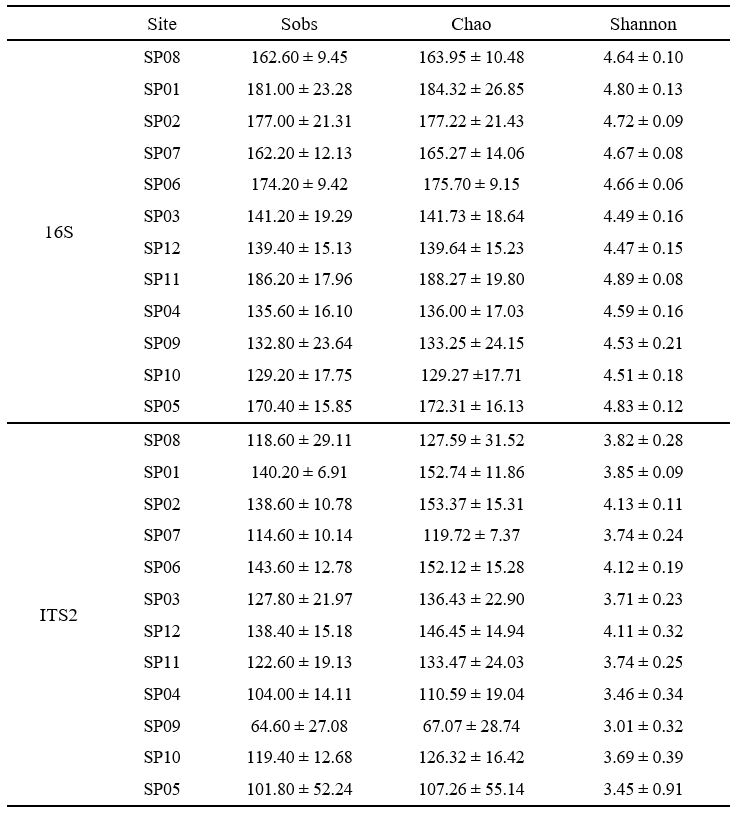 Site Sobs Chao Shannon
SP08 162.60 ± 9.45 163.95 ± 10.48 4.64 ± 0.10
SP01 181.00 ± 23.28 184.32 ± 26.85 4.80 ± 0.13
SP02 177.00 ± 21.31 177.22 ± 21.43 4.72 ± 0.09
SP07 162.20 ± 12.13 165.27 ± 14.06 4.67 ± 0.08
SP06 174.20 ± 9.42 175.70 ± 9.15 4.66 ± 0.06
SP03 141.20 ± 19.29 141.73 ± 18.64 4.49 ± 0.16
16S
SP12 139.40 ± 15.13 139.64 ± 15.23 4.47 ± 0.15
SP11 186.20 ± 17.96 188.27 ± 19.80 4.89 ± 0.08
SP04 135.60 ± 16.10 136.00 ± 17.03 4.59 ± 0.16
SP09 132.80 ± 23.64 133.25 ± 24.15 4.53 ± 0.21
SP10 129.20 ± 17.75 129.27 ±17.71 4.51 ± 0.18
SP05 170.40 ± 15.85 172.31 ± 16.13 4.83 ± 0.12
SP08 118.60 ± 29.11 127.59 ± 31.52 3.82 ± 0.28
SP01 140.20 ± 6.91 152.74 ± 11.86 3.85 ± 0.09
SP02 138.60 ± 10.78 153.37 ± 15.31 4.13 ± 0.11
SP07 114.60 ± 10.14 119.72 ± 7.37 3.74 ± 0.24
SP06 143.60 ± 12.78 152.12 ± 15.28 4.12 ± 0.19
SP03 127.80 ± 21.97 136.43 ± 22.90 3.71 ± 0.23
ITS2
SP12 138.40 ± 15.18 146.45 ± 14.94 4.11 ± 0.32
SP11 122.60 ± 19.13 133.47 ± 24.03 3.74 ± 0.25
SP04 104.00 ± 14.11 110.59 ± 19.04 3.46 ± 0.34
SP09 64.60 ± 27.08 67.07 ± 28.74 3.01 ± 0.32
SP10 119.40 ± 12.68 126.32 ± 16.42 3.69 ± 0.39
SP05 101.80 ± 52.24 107.26 ± 55.14 3.45 ± 0.91